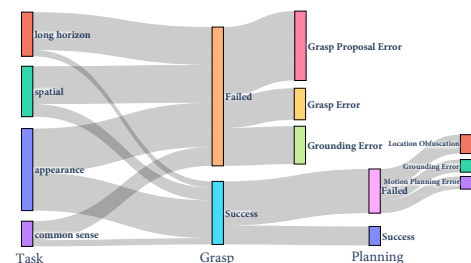 long horizon
spatial
appearance
common sense
Failed
Success
Grasp Proposal Error
Grasp Error
Grounding Error
Failed
Success
Location Obfuscation
Grounding Error
Motion Planning Error
Task
Grasp
Planning